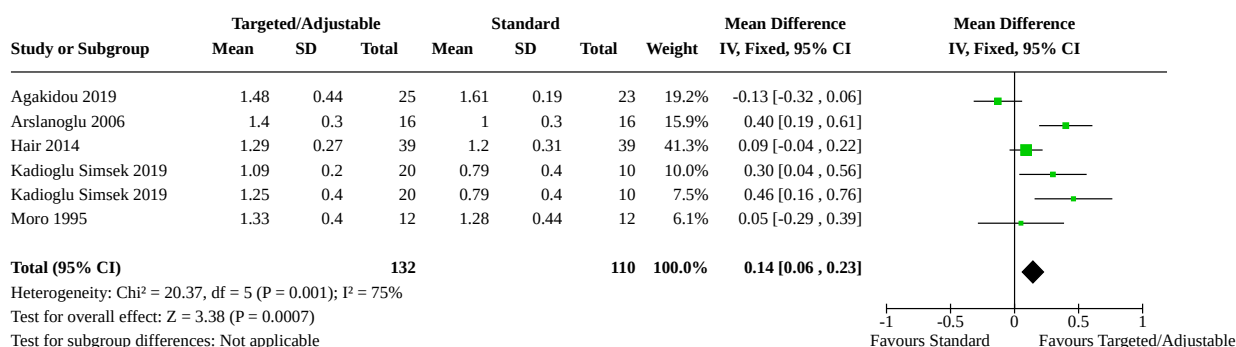 Targeted/Adjustable Standard Mean Difference Mean Difference
Study or Subgroup Mean SD Total Mean SD Total Weight IV, Fixed, 95% CI IV, Fixed, 95% CI
Agakidou 2019 1.48 0.44 25 1.61 0.19 23 19.2% -0.13 [-0.32 , 0.06]
Arslanoglu 2006 1.4 0.3 16 1 0.3 16 15.9% 0.40 [0.19 , 0.61]
Hair 2014 1.29 0.27 39 1.2 0.31 39 41.3% 0.09 [-0.04 , 0.22]
Kadioglu Simsek 2019 1.09 0.2 20 0.79 0.4 10 10.0% 0.30 [0.04 , 0.56]
Kadioglu Simsek 2019 1.25 0.4 20 0.79 0.4 10 7.5% 0.46 [0.16 , 0.76]
Moro 1995 1.33 0.4 12 1.28 0.44 12 6.1% 0.05 [-0.29 , 0.39]
Total (95% CI) 132 110 100.0% 0.14 [0.06 , 0.23]
Heterogeneity: Chi² = 20.37, df = 5 (P = 0.001); I² = 75%
Test for overall effect: Z = 3.38 (P = 0.0007)
-1 -0.5 0 0.5 1
Test for subgroup differences: Not applicable Favours Standard Favours Targeted/Adjustable